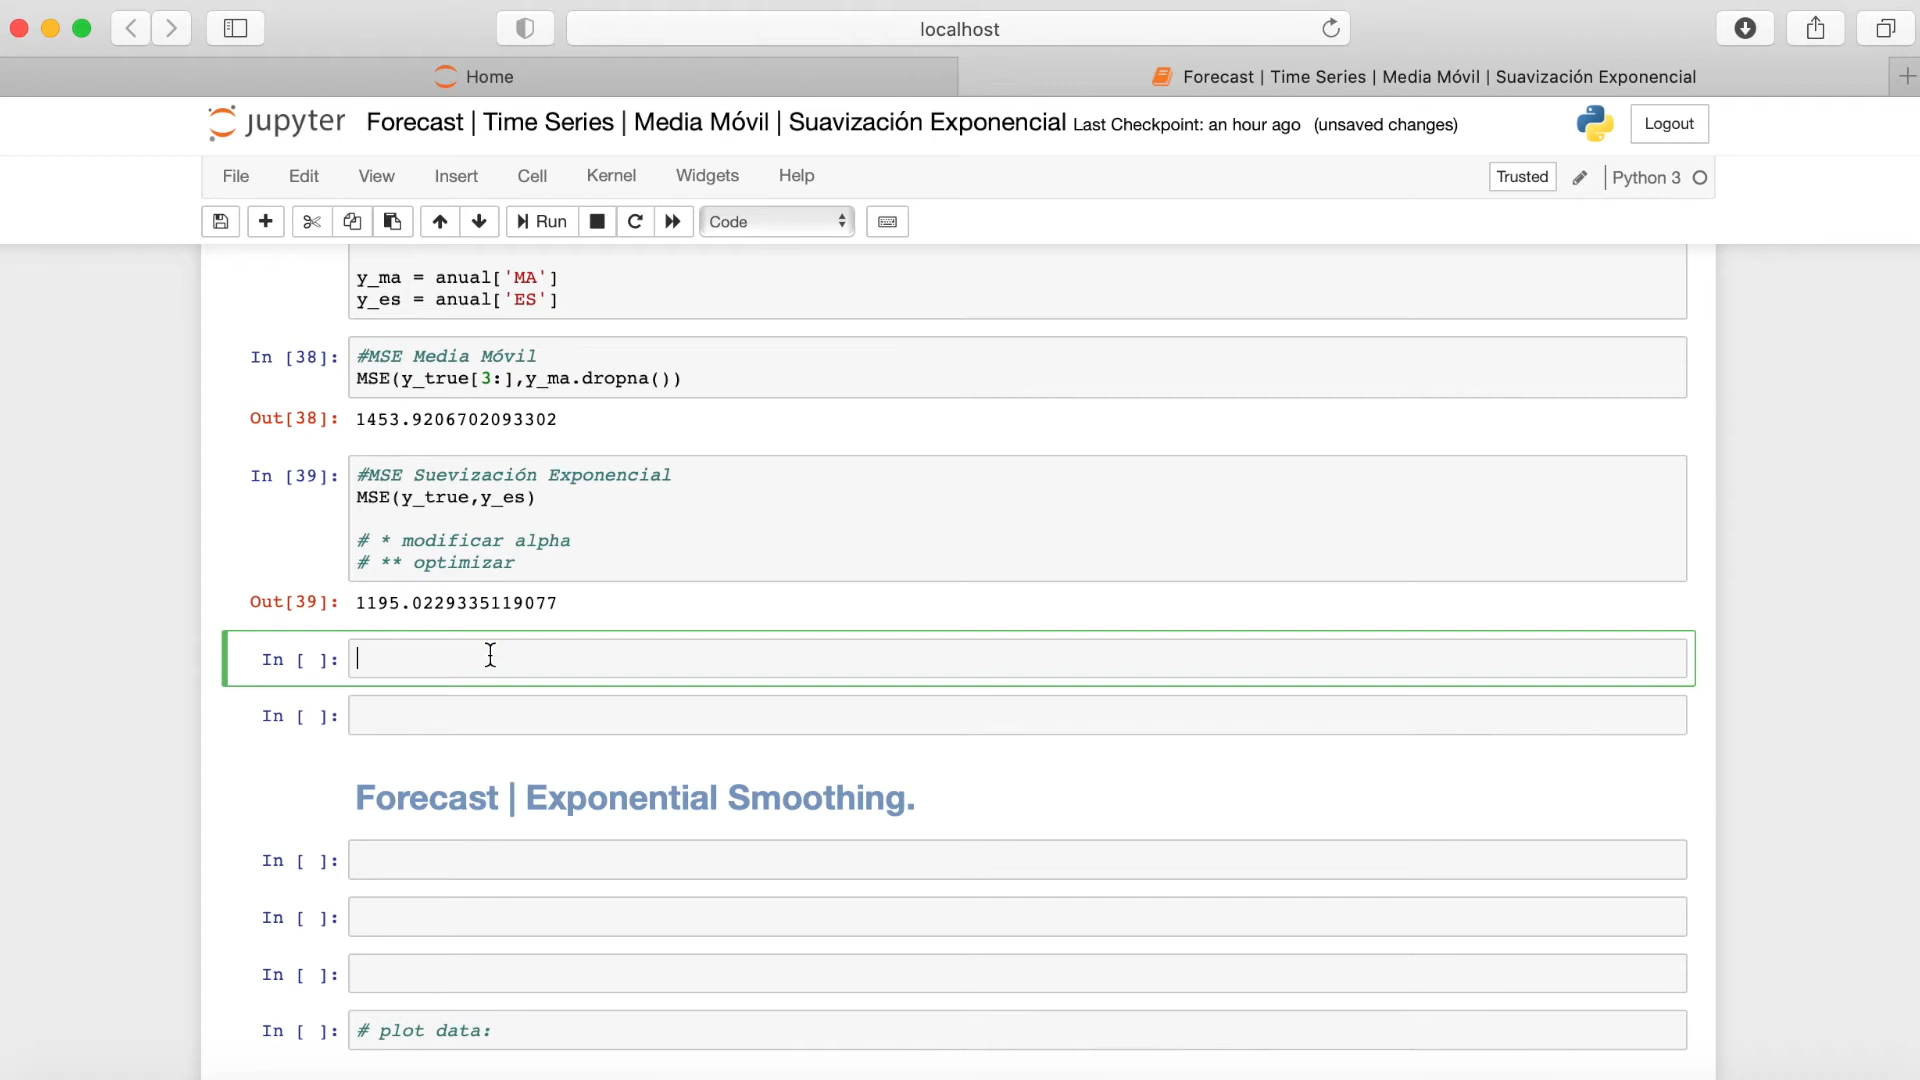 localhost
Home
Forecast | Time Series | Media Móvil | Suavización Exponencial
jupyter Forecast | Time Series | Media Móvil | Suavización Exponencial Last Checkpoint: an hour ago (unsaved changes) Logout
File Edit View Insert Cell Kernel Widgets Help Trusted Python 3
Run Code
y_ma = anual['MA']
y_es = anual['ES']
In [38]: #MSE Media Móvil
MSE(y_true[3:],y_ma.dropna())
Out[38]: 1453.9206702093302
In [39]: #MSE Suevización Exponencial
MSE(y_true,y_es)
# * modificar alpha
# ** optimizar
Out[39]: 1195.0229335119077
In [ ]:
In [ ]:
Forecast | Exponential Smoothing.
In [ ]:
In [ ]:
In [ ]:
In [ ]: # plot data: